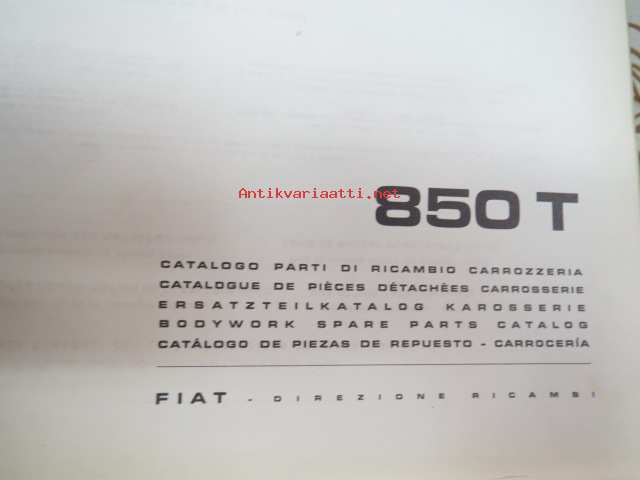 Antikvariaatti.net
850 T
CATALOGO PARTI DI RICAMBIO CARROZZERIA
CATALOGUE DE PIÈCES DÉTACHÉES CARROSSERIE
ERSATZTEILKATALOG KAROSSERIE
BODYWORK SPARE PARTS CATALOG
CATÁLOGO DE PIEZAS DE REPUESTO - CARROCERÍA
FIAT - DIREZIONE RICAMBI